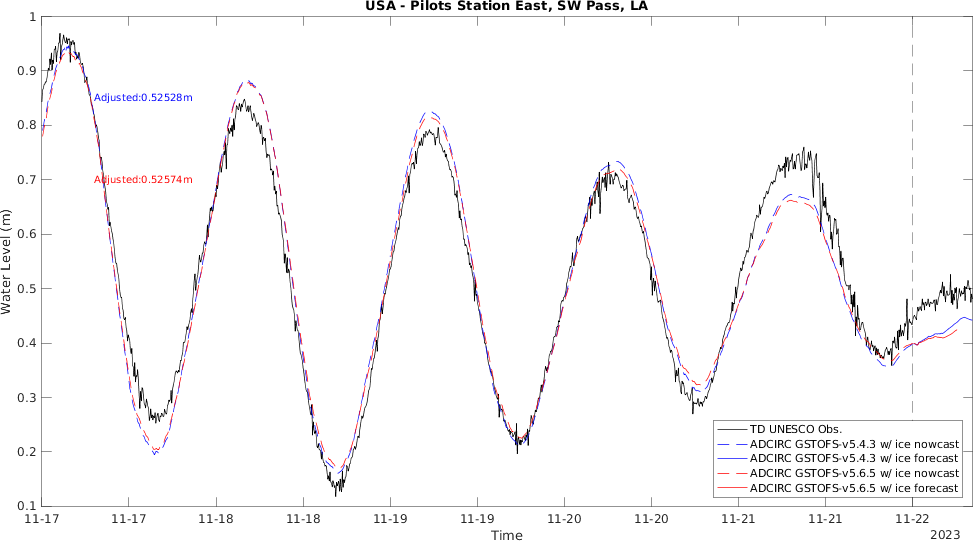 USA - Pilots Station East, SW Pass, LA
1
0.9
0.8
0.7
0.6
0.5
0.4
0.3
0.2
0.1
Water Level (m)
Adjusted:0.52528m
Adjusted:0.52574m
TD UNESCO Obs.
ADCIRC GSTOFS-v5.4.3 w/ ice nowcast
ADCIRC GSTOFS-v5.4.3 w/ ice forecast
ADCIRC GSTOFS-v5.6.5 w/ ice nowcast
ADCIRC GSTOFS-v5.6.5 w/ ice forecast
11-17 11-17 11-18 11-18 11-19 11-19 11-20 11-20 11-21 11-21 11-22
Time
2023